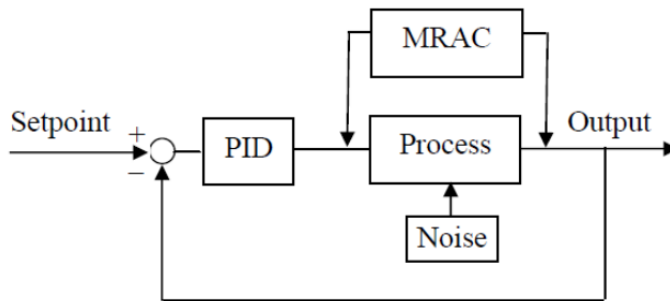 MRAC
Setpoint
+
−
PID
Process
Output
Noise